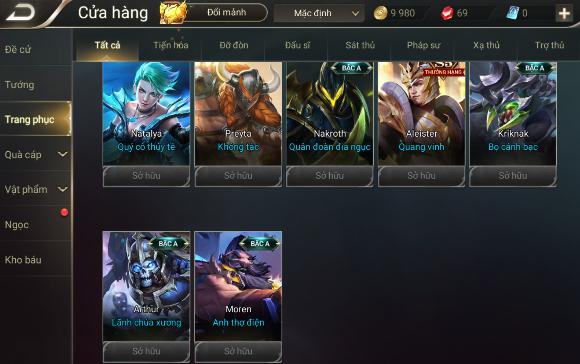 Cửa hàng
Đổi mảnh
Mặc định
9 980
69
0
Đề cử
Tướng
Trang phục
Quà cáp
Vật phẩm
Ngọc
Kho báu
Tất cả
Tiến hóa
Đỡ đòn
Đấu sĩ
Sát thủ
Pháp sư
Xạ thủ
Trợ thủ
Natalya
Quý cô thủy tề
Sở hữu
Preyta
Không tặc
Sở hữu
BẬC A
Nakroth
Quân đoàn địa ngục
Sở hữu
S5
THƯỞNG HẠNG
Aleister
Quang vinh
Sở hữu
BẬC A
Kriknak
Bọ cánh bạc
Sở hữu
BẬC A
Arthur
Lãnh chúa xương
Sở hữu
BẬC A
Moren
Anh thợ điện
Sở hữu